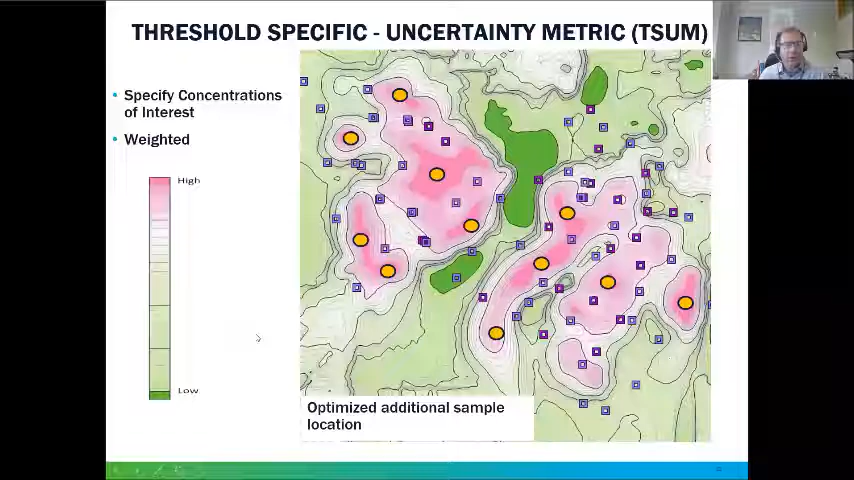 THRESHOLD SPECIFIC - UNCERTAINTY METRIC (TSUM)
• Specify Concentrations
of Interest
• Weighted
High
Low
Optimized additional sample
location